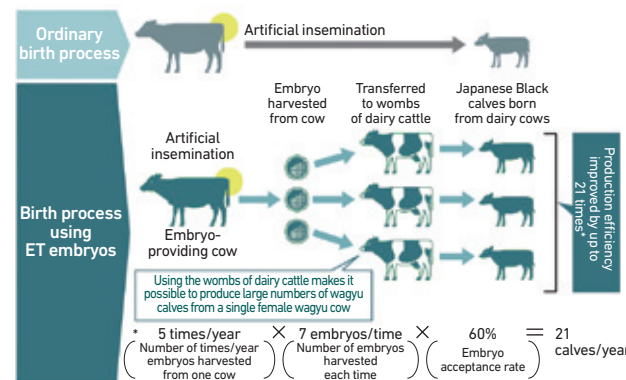 Ordinary
birth process
Artificial insemination
Birth process
using
ET embryos
Embryo
harvested
from cow
Transferred
to wombs
of dairy cattle
Japanese Black
calves born
from dairy cows
Artificial
insemination
Embryo-
providing cow
Production efficiency
improved by up to
21 times*
Using the wombs of dairy cattle makes it
possible to produce large numbers of wagyu
calves from a single female wagyu cow
* 5 times/year × 7 embryos/time × 60% = 21
calves/year
(Number of times/year
embryos harvested
from one cow)
(Number of embryos
harvested
each time)
(Embryo
acceptance rate)